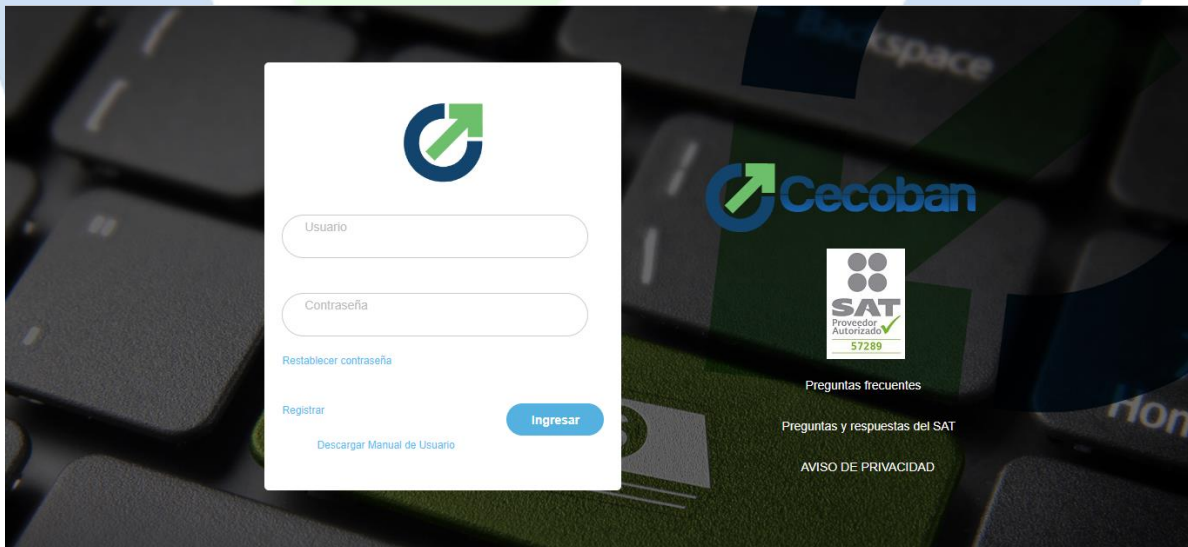 Backspace
Usuario
Contraseña
Restablecer contraseña
Registrar
Ingresar
Descargar Manual de Usuario
Cecoban
SAT
Proveedor
Autorizado
57289
Preguntas frecuentes
Preguntas y respuestas del SAT
AVISO DE PRIVACIDAD